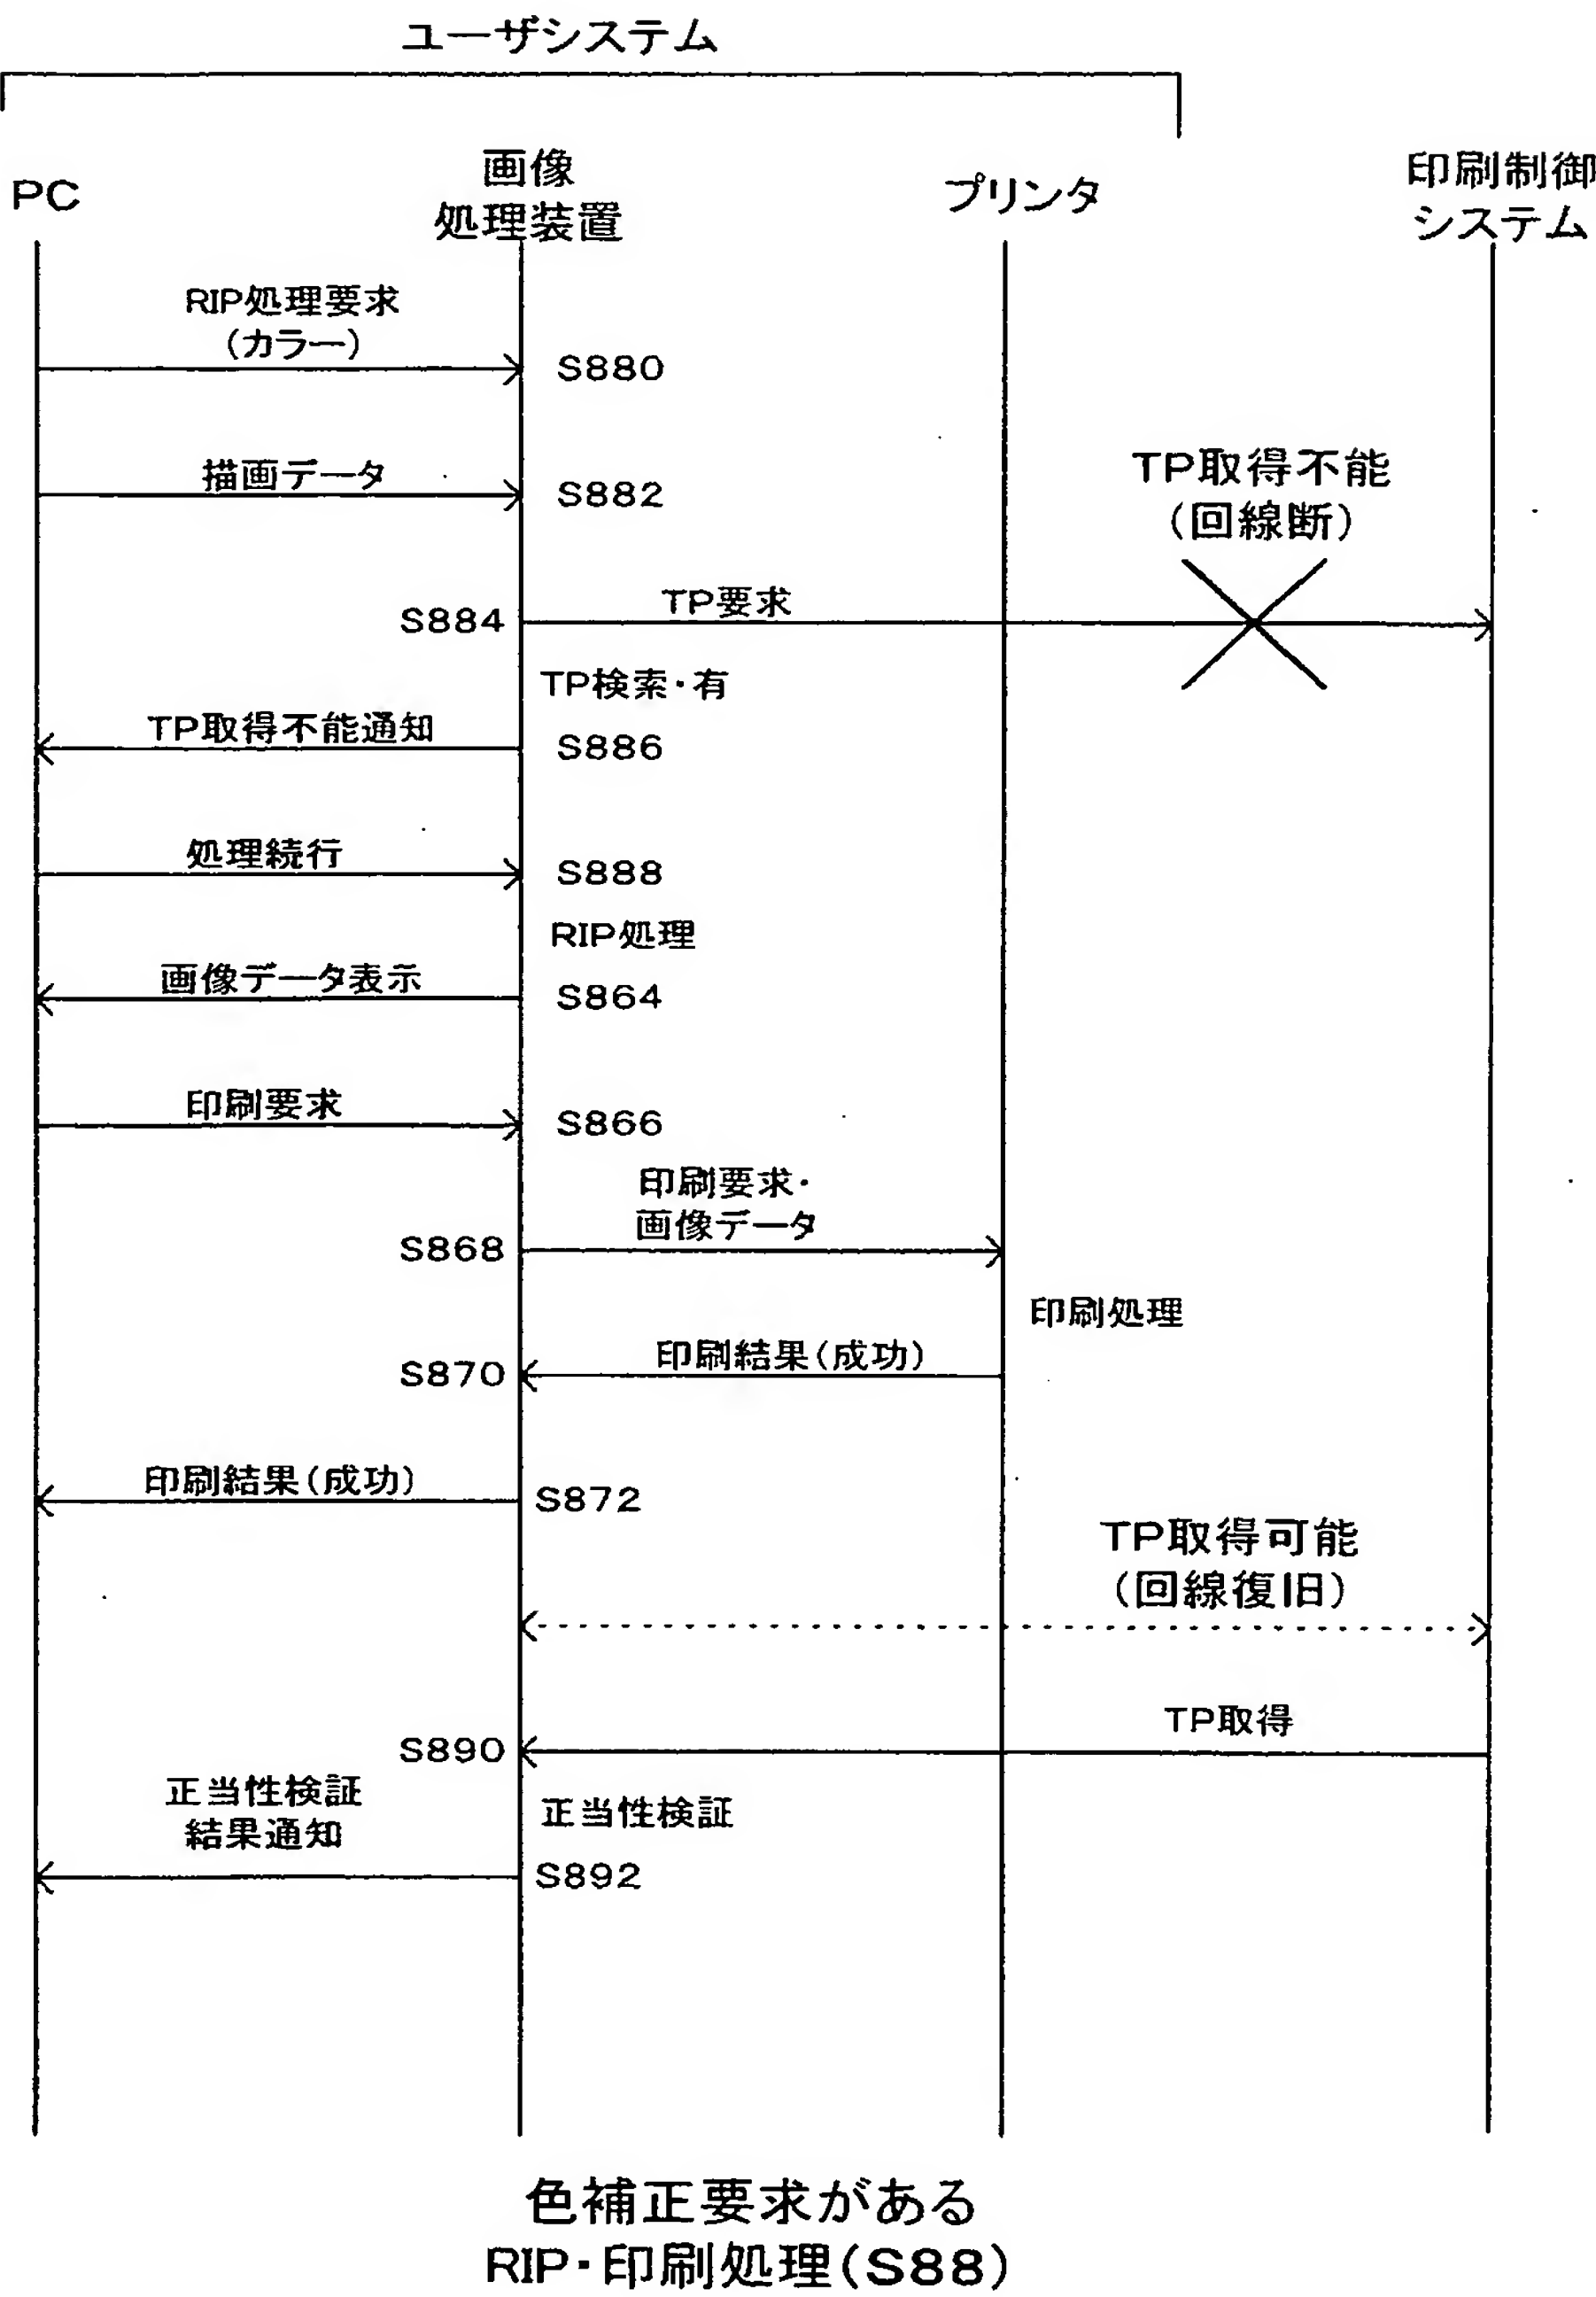 ユーザシステム
PC
画像
処理装置
プリンタ
印刷制御
システム
RIP処理要求
(カラー)
S880
描画データ
S882
TP取得不能
(回線断)
S884
TP要求
TP検索・有
TP取得不能通知
S886
処理続行
S888
RIP処理
画像データ表示
S864
印刷要求
S866
印刷要求・
画像データ
S868
印刷処理
S870
印刷結果(成功)
印刷結果(成功)
S872
TP取得可能
(回線復旧)
TP取得
S890
正当性検証
結果通知
正当性検証
S892
色補正要求がある
RIP・印刷処理(S88)